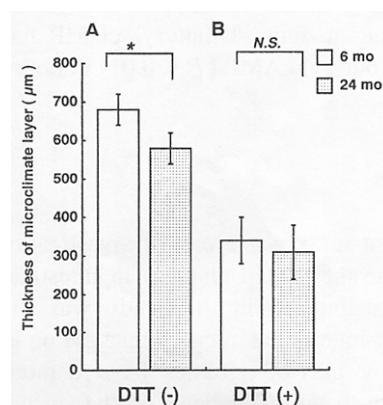 A
B
*
N.S.
6 mo
24 mo
Thickness of microclimate layer ( μm )
800
700
600
500
400
300
200
100
0
DTT (-)
DTT (+)